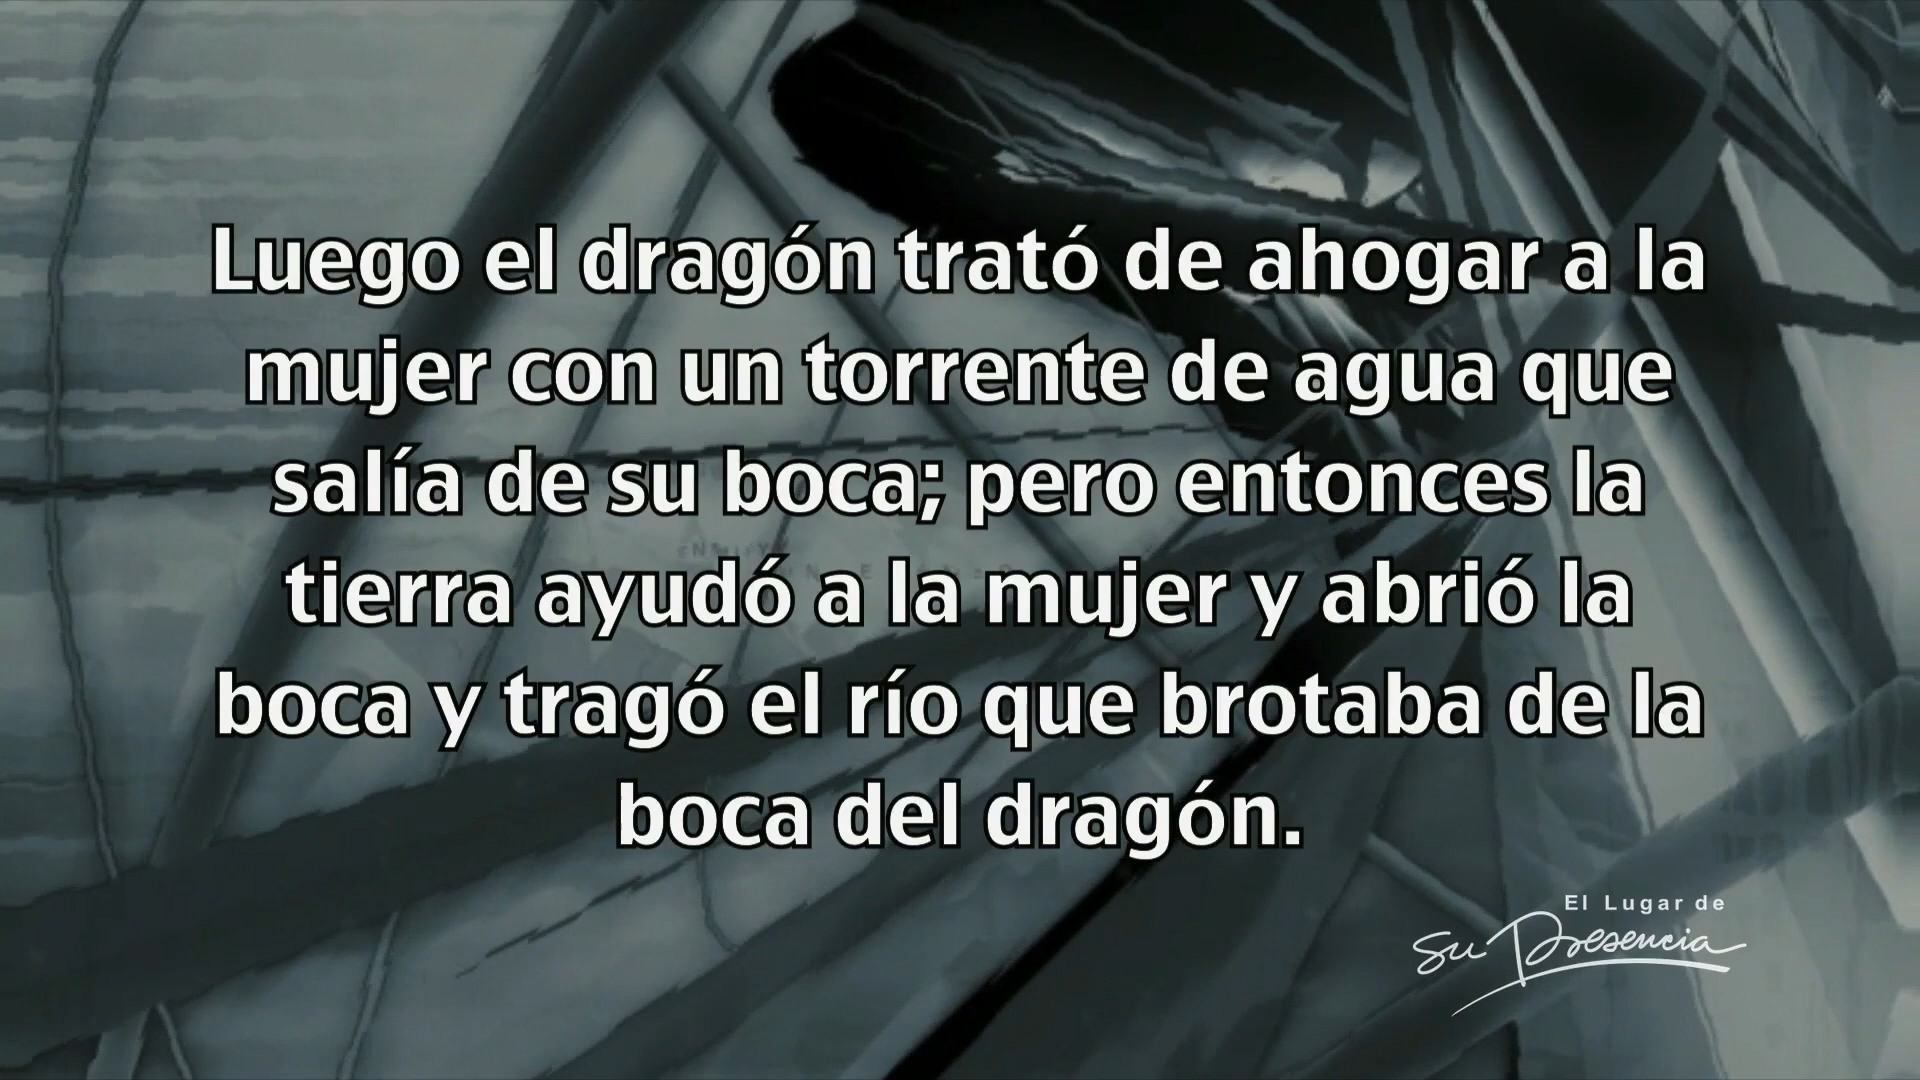 Luego el dragón trató de ahogar a la
mujer con un torrente de agua que
salía de su boca; pero entonces la
tierra ayudó a la mujer y abrió la
boca y tragó el río que brotaba de la
boca del dragón.
El Lugar de
Su Presencia